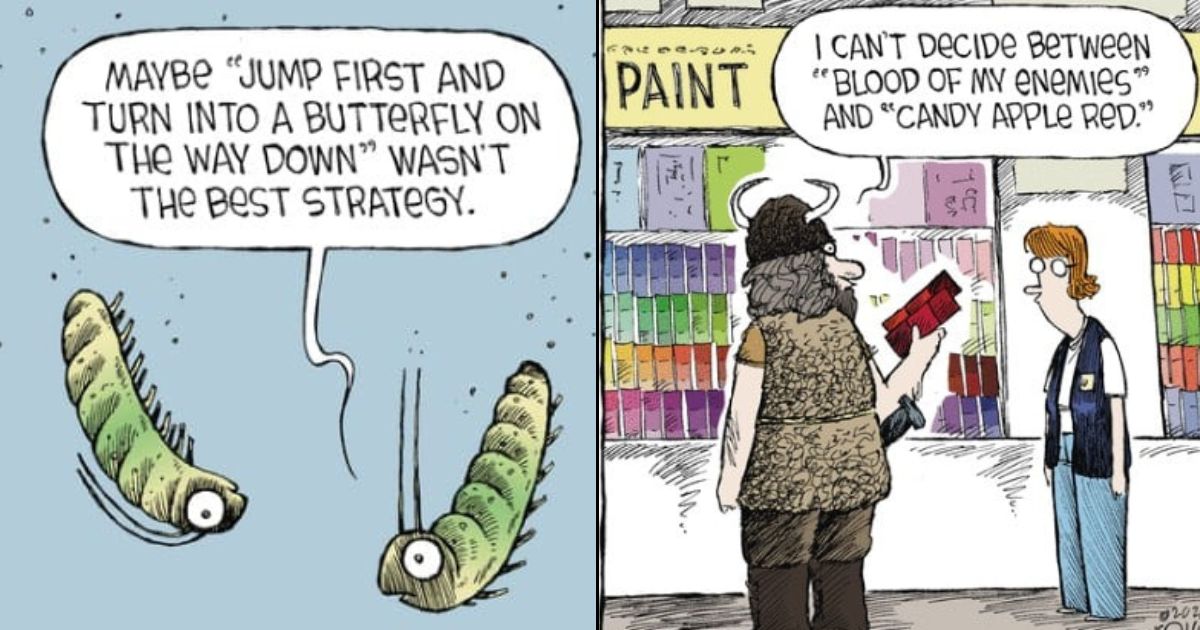 MAYBE "JUMP FIRST AND
TURN INTO A BUTTERFLY ON
THE WAY DOWN" WASN'T
THE BEST STRATEGY.
PAINT
I CAN'T DECIDE BETWEEN
"BLOOD OF MY ENEMIES"
AND "CANDY APPLE RED."